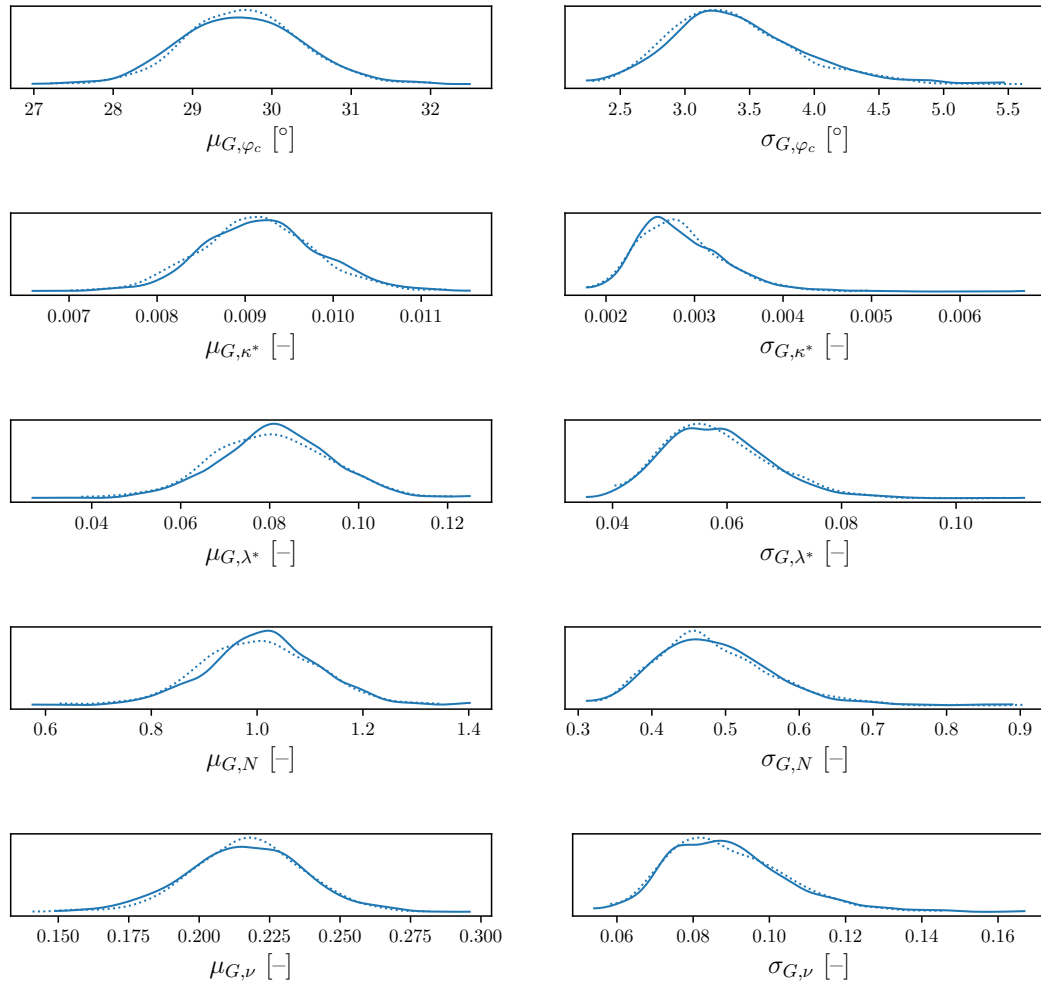 27 28 29 30 31 32
μ_{G,φ_c} [°]
2.5 3.0 3.5 4.0 4.5 5.0 5.5
σ_{G,φ_c} [°]
0.007 0.008 0.009 0.010 0.011
μ_{G,κ*} [–]
0.002 0.003 0.004 0.005 0.006
σ_{G,κ*} [–]
0.04 0.06 0.08 0.10 0.12
μ_{G,λ*} [–]
0.04 0.06 0.08 0.10
σ_{G,λ*} [–]
0.6 0.8 1.0 1.2 1.4
μ_{G,N} [–]
0.3 0.4 0.5 0.6 0.7 0.8 0.9
σ_{G,N} [–]
0.150 0.175 0.200 0.225 0.250 0.275 0.300
μ_{G,ν} [–]
0.06 0.08 0.10 0.12 0.14 0.16
σ_{G,ν} [–]